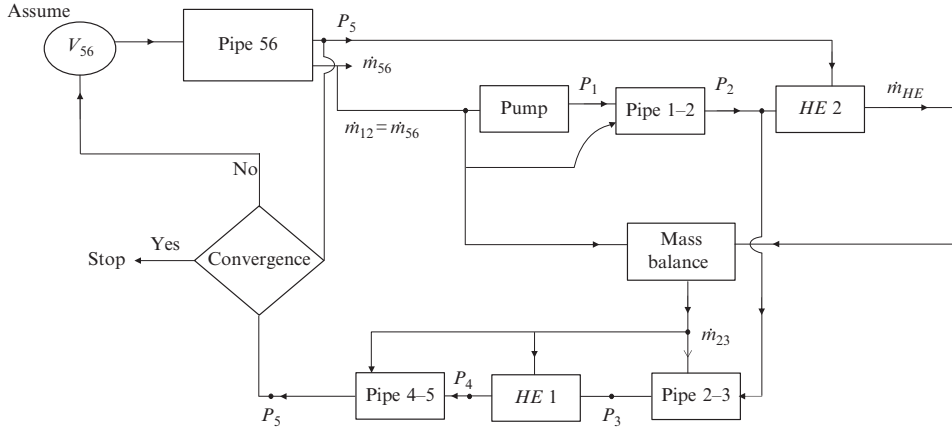 Assume
V56
Pipe 56
P5
ṁ56
ṁ12 = ṁ56
Pump
P1
Pipe 1–2
P2
HE 2
ṁHE
No
Yes
Stop
Convergence
Mass
balance
ṁ23
P5
Pipe 4–5
P4
HE 1
P3
Pipe 2–3